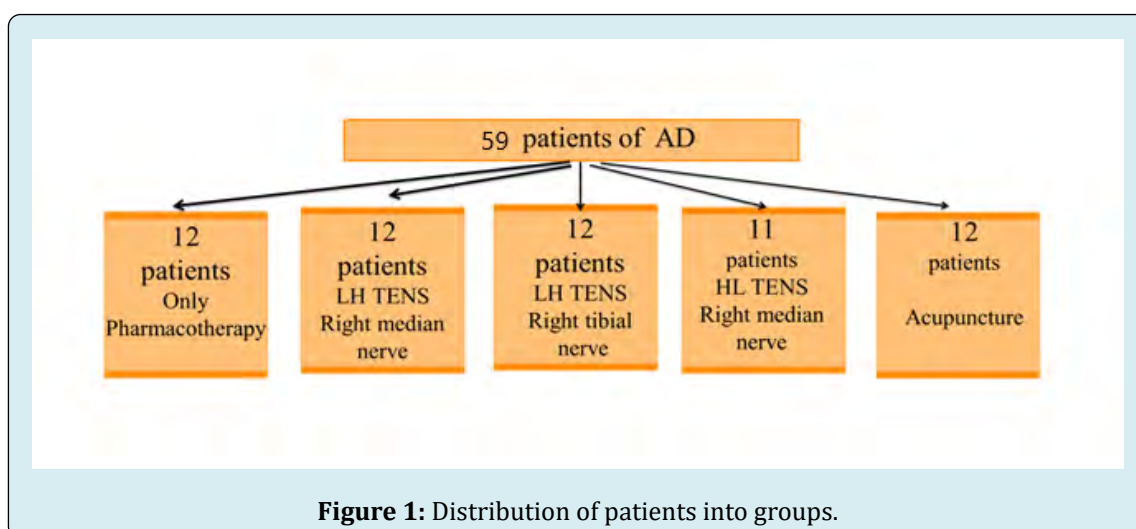 59 patients of AD
12
patients
Only
Pharmacotherapy
12
patients
LH TENS
Right median
nerve
12
patients
LH TENS
Right tibial
nerve
11
patients
HL TENS
Right median
nerve
12
patients
Acupuncture
Figure 1: Distribution of patients into groups.